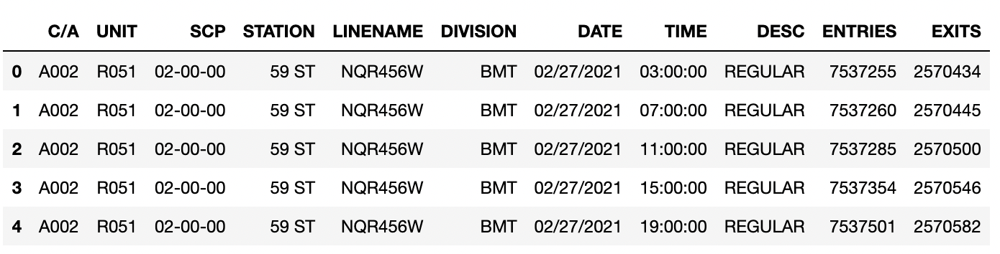 C/A UNIT SCP STATION LINENAME DIVISION DATE TIME DESC ENTRIES EXITS
0 A002 R051 02-00-00 59 ST NQR456W BMT 02/27/2021 03:00:00 REGULAR 7537255 2570434
1 A002 R051 02-00-00 59 ST NQR456W BMT 02/27/2021 07:00:00 REGULAR 7537260 2570445
2 A002 R051 02-00-00 59 ST NQR456W BMT 02/27/2021 11:00:00 REGULAR 7537285 2570500
3 A002 R051 02-00-00 59 ST NQR456W BMT 02/27/2021 15:00:00 REGULAR 7537354 2570546
4 A002 R051 02-00-00 59 ST NQR456W BMT 02/27/2021 19:00:00 REGULAR 7537501 2570582